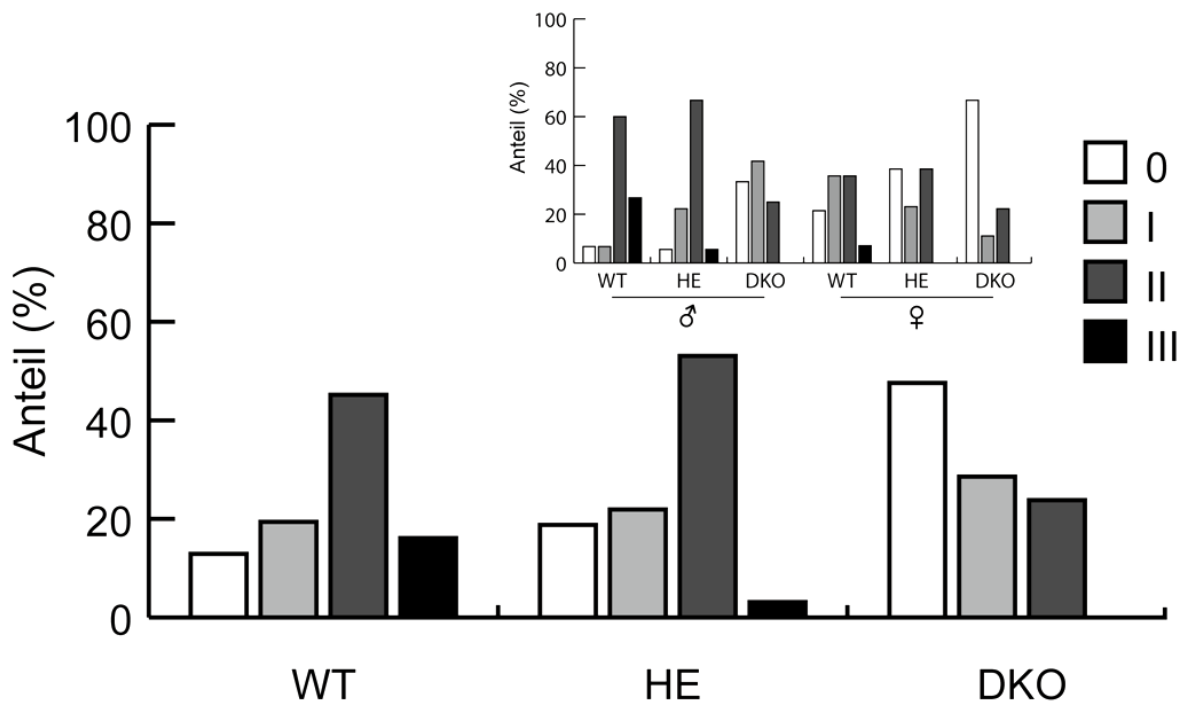 100
80
60
40
20
0
Anteil (%)
WT HE DKO WT HE DKO
♂ ♀
0
I
II
III
100
80
60
40
20
0
Anteil (%)
WT HE DKO